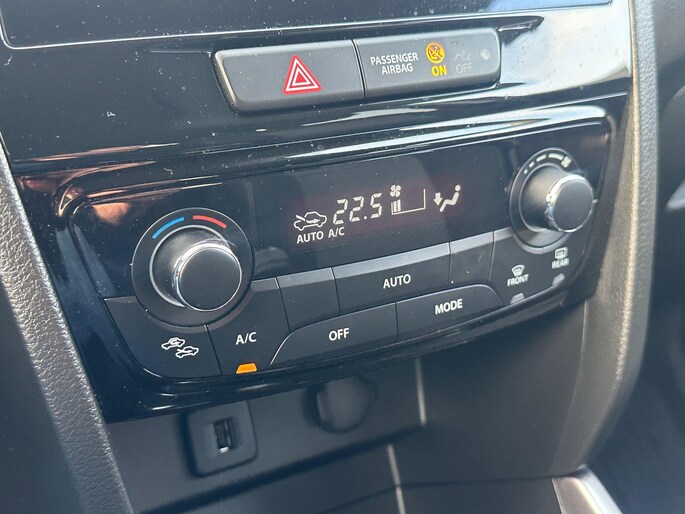 PASSENGER
AIRBAG
ON
OFF
22.5
AUTO A/C
AUTO
FRONT
REAR
A/C
OFF
MODE